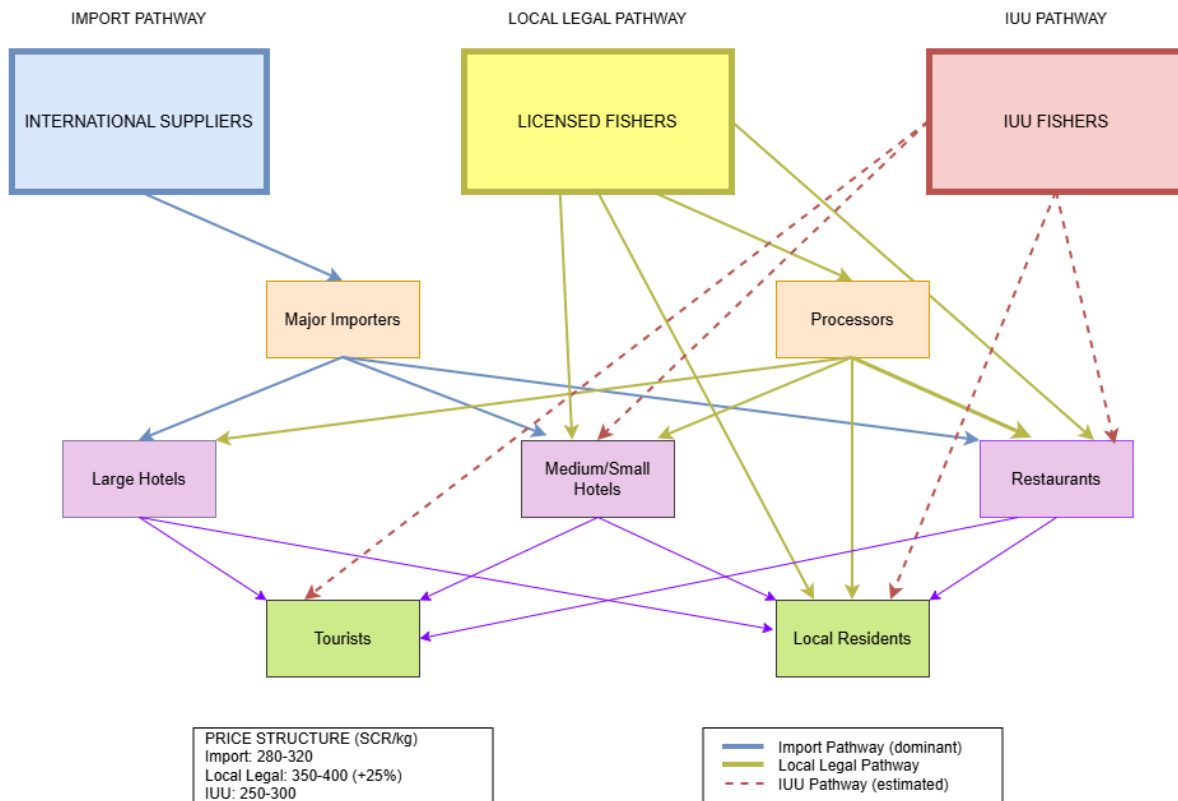 IMPORT PATHWAY
LOCAL LEGAL PATHWAY
IUU PATHWAY
INTERNATIONAL SUPPLIERS
LICENSED FISHERS
IUU FISHERS
Major Importers
Processors
Large Hotels
Medium/Small
Hotels
Restaurants
Tourists
Local Residents
PRICE STRUCTURE (SCR/kg)
Import: 280-320
Local Legal: 350-400 (+25%)
IUU: 250-300
Import Pathway (dominant)
Local Legal Pathway
IUU Pathway (estimated)